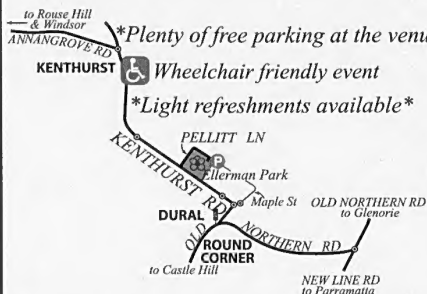 to Rouse Hill
& Windsor
*Plenty of free parking at the venu
ANNANGROVE RD
KENTHURST
Wheelchair friendly event
*Light refreshments available*
PELLITT LN
P
Ellerman Park
KENTHURST RD
Maple St
OLD NORTHERN RD
to Glenorie
DURAL
OLD NORTHERN RD
ROUND
CORNER
to Castle Hill
NEW LINE RD
to Parramatta